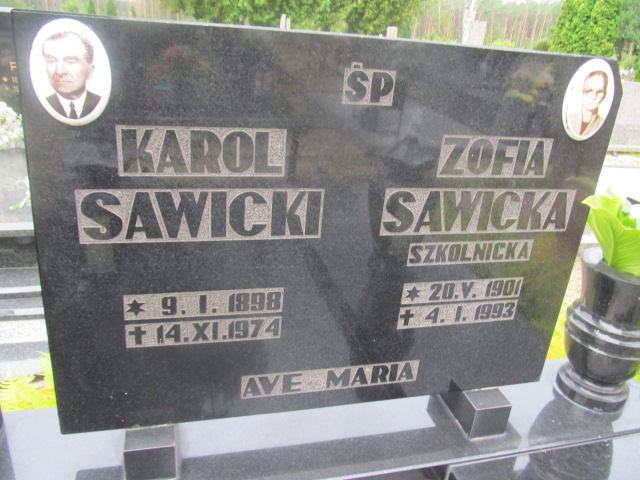 ŚP
KAROL
SAWICKI
* 9. I. 1898
✝ 14. XI. 1974
ZOFIA
SAWICKA
SZKOLNICKA
* 20. V. 1901
✝ 4. I. 1993
AVE MARIA